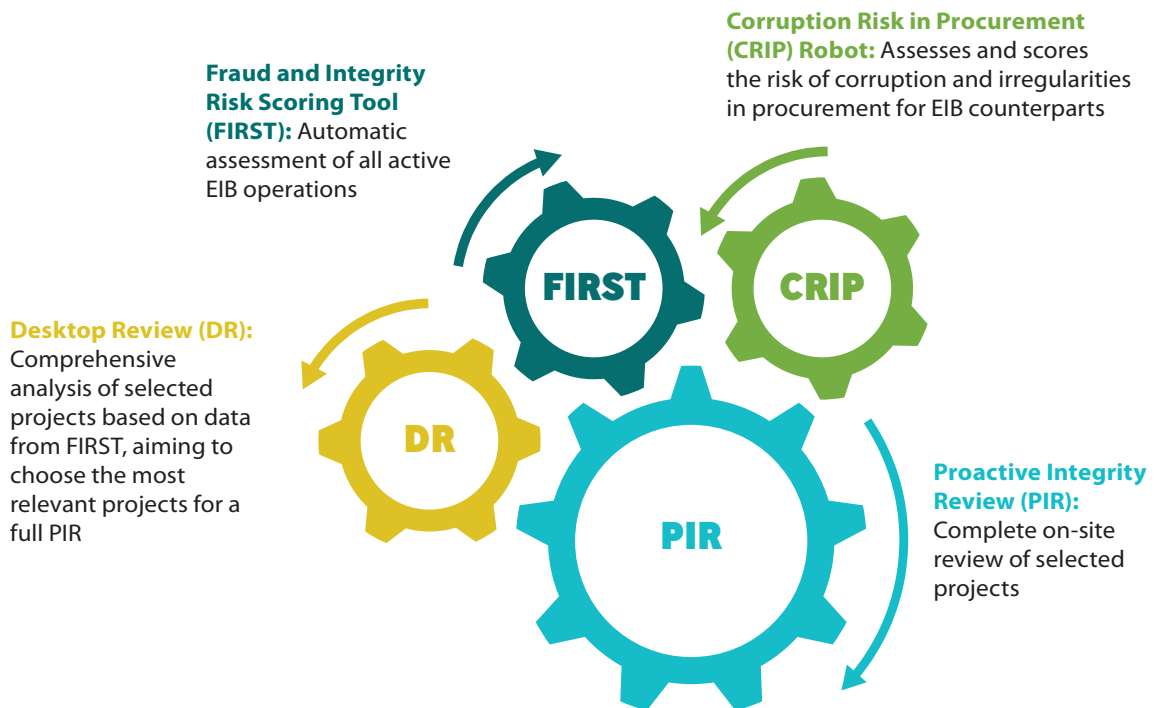 Corruption Risk in Procurement
(CRIP) Robot: Assesses and scores
the risk of corruption and irregularities
in procurement for EIB counterparts
Fraud and Integrity
Risk Scoring Tool
(FIRST): Automatic
assessment of all active
EIB operations
FIRST
CRIP
Desktop Review (DR):
Comprehensive
analysis of selected
projects based on data
from FIRST, aiming to
choose the most
relevant projects for a
full PIR
DR
PIR
Proactive Integrity
Review (PIR):
Complete on-site
review of selected
projects